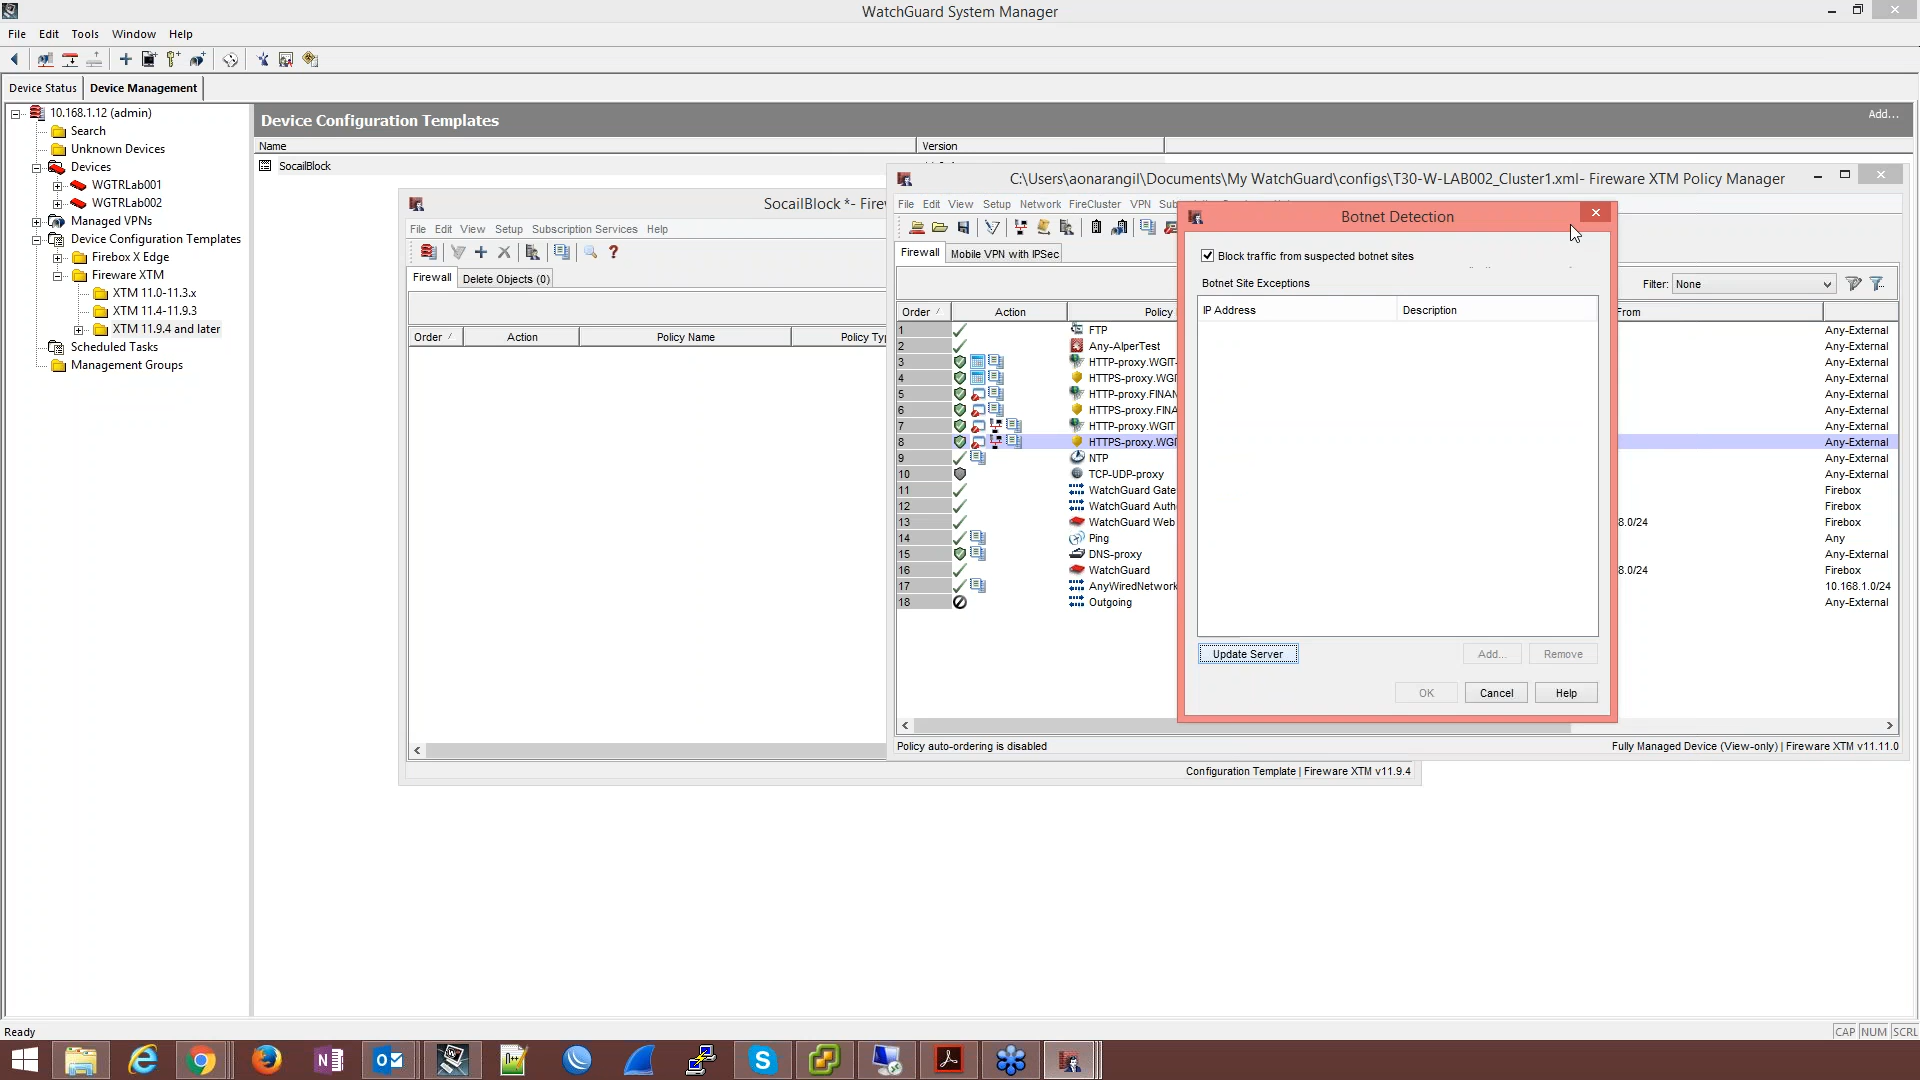 WatchGuard System Manager
File Edit Tools Window Help
Device Status Device Management
10.168.1.12 (admin)
Search
Unknown Devices
Devices
WGTRLab001
WGTRLab002
Managed VPNs
Device Configuration Templates
Firebox X Edge
Fireware XTM
XTM 11.0-11.3.x
XTM 11.4-11.9.3
XTM 11.9.4 and later
Scheduled Tasks
Management Groups
Device Configuration Templates
Add...
Name Version
SocailBlock
SocailBlock *- Fire
File Edit View Setup Subscription Services Help
Firewall Delete Objects (0)
Order Action Policy Name Policy Typ
Configuration Template | Fireware XTM v11.9.4
C:\Users\aonarangil\Documents\My WatchGuard\configs\T30-W-LAB002_Cluster1.xml- Fireware XTM Policy Manager
File Edit View Setup Network FireCluster VPN
Firewall Mobile VPN with IPSec
Filter: None
Order Action Policy From
1 FTP Any-External
2 Any-AlperTest Any-External
3 HTTP-proxy.WGIT- Any-External
4 HTTPS-proxy.WGI Any-External
5 HTTP-proxy.FINAN Any-External
6 HTTPS-proxy.FINA Any-External
7 HTTP-proxy.WGIT Any-External
8 HTTPS-proxy.WGI Any-External
9 NTP Any-External
10 TCP-UDP-proxy Any-External
11 WatchGuard Gate Firebox
12 WatchGuard Auth Firebox
13 WatchGuard Web 8.0/24 Firebox
14 Ping Any
15 DNS-proxy Any-External
16 WatchGuard 8.0/24 Firebox
17 AnyWiredNetwork 10.168.1.0/24
18 Outgoing Any-External
Policy auto-ordering is disabled
Fully Managed Device (View-only) | Fireware XTM v11.11.0
Botnet Detection
Block traffic from suspected botnet sites
Botnet Site Exceptions
IP Address Description
Update Server Add... Remove
OK Cancel Help
Ready
CAP NUM SCRL